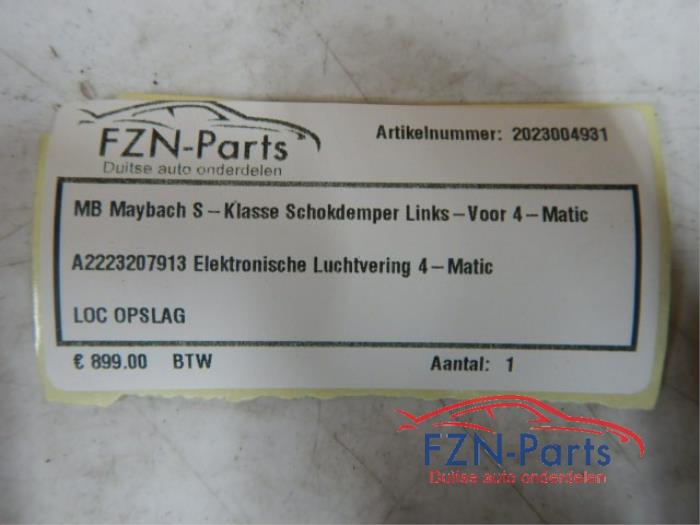 FZN-Parts
Duitse auto onderdelen
Artikelnummer: 2023004931
MB Maybach S-Klasse Schokdemper Links-Voor 4-Matic
A2223207913 Elektronische Luchtvering 4-Matic
LOC OPSLAG
€ 899.00 BTW
Aantal: 1
FZN-Parts
Duitse auto onderdelen